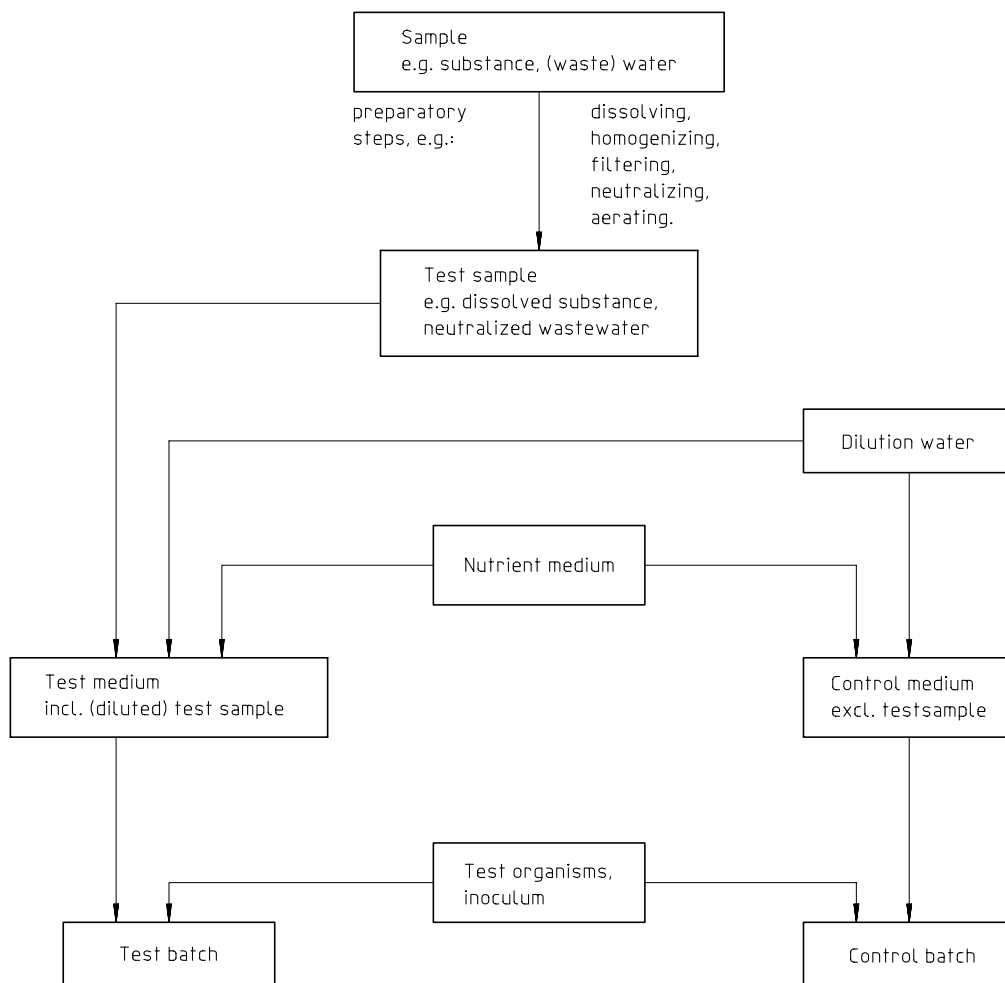 Sample
e.g. substance, (waste) water
preparatory
steps, e.g.:
dissolving,
homogenizing,
filtering,
neutralizing,
aerating.
Test sample
e.g. dissolved substance,
neutralized wastewater
Dilution water
Nutrient medium
Test medium
incl. (diluted) test sample
Control medium
excl. testsample
Test organisms,
inoculum
Test batch
Control batch